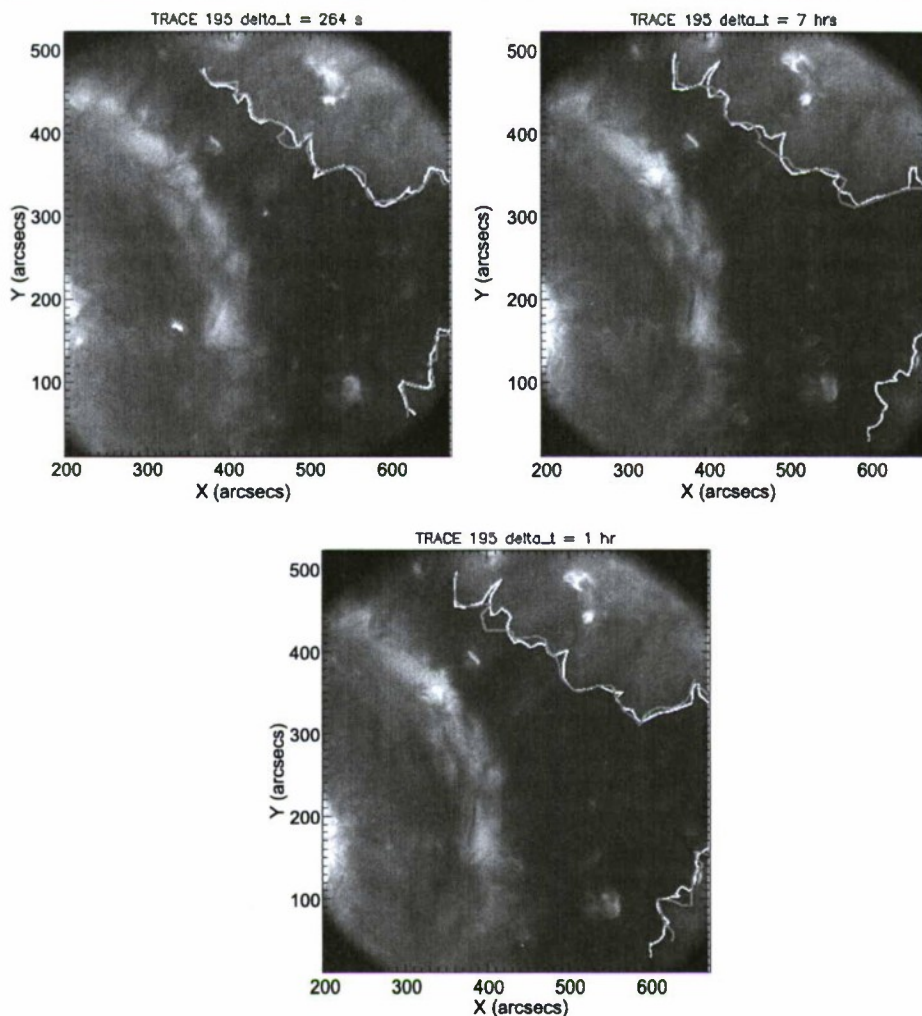 TRACE 195 delta_t = 264 s
500
400
300
200
100
Y (arcsecs)
200 300 400 500 600
X (arcsecs)
TRACE 195 delta_t = 7 hrs
500
400
300
200
100
Y (arcsecs)
200 300 400 500 600
X (arcsecs)
TRACE 195 delta_t = 1 hr
500
400
300
200
100
Y (arcsecs)
200 300 400 500 600
X (arcsecs)